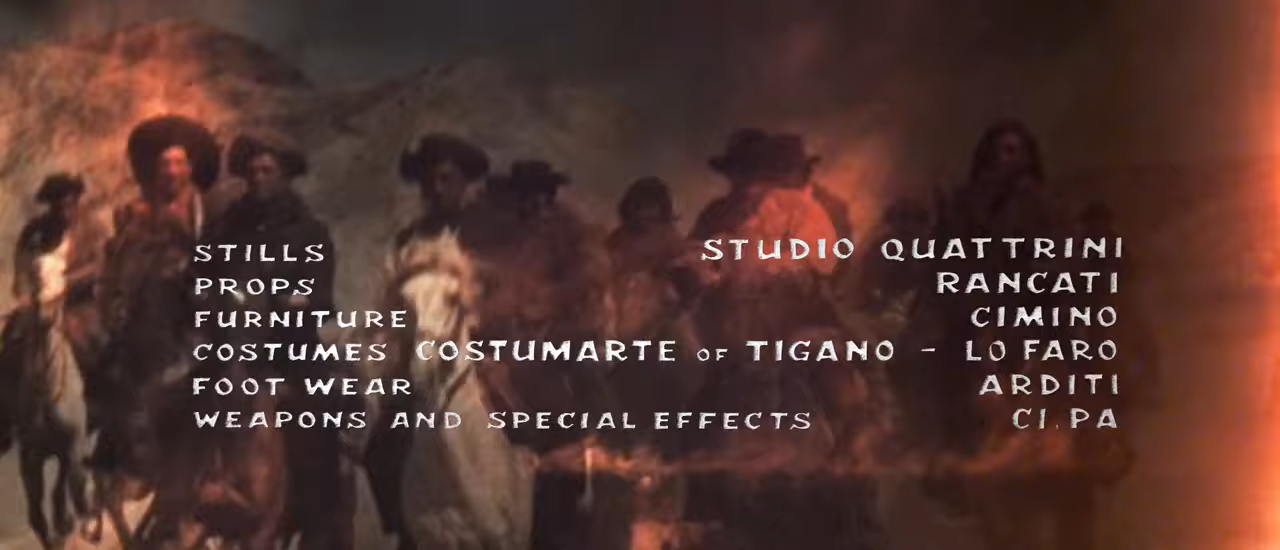 STILLS STUDIO QUATTRINI
PROPS RANCATI
FURNITURE CIMINO
COSTUMES COSTUMARTE OF TIGANO - LO FARO
FOOT WEAR ARDITI
WEAPONS AND SPECIAL EFFECTS CI.PA